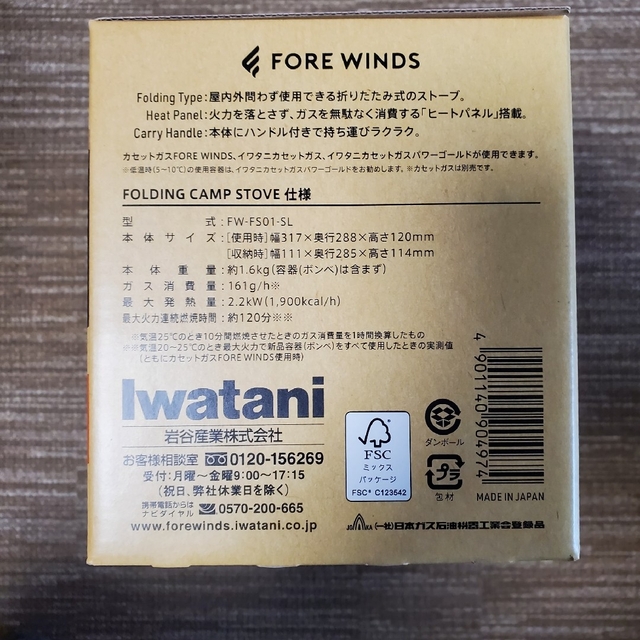 FORE WINDS
Folding Type:屋内外問わず使用できる折りたたみ式のストーブ。
Heat Panel:火力を落とさず、ガスを無駄なく消費する「ヒートパネル」搭載。
Carry Handle:本体にハンドル付きで持ち運びラクラク。
カセットガスFORE WINDS、イワタニカセットガス、イワタニカセットガスパワーゴールドが使用できます。
※低温時(5~10℃)の使用容器は、イワタニカセットガスパワーゴールドをお勧めします。※カセットガスは別売です。
FOLDING CAMP STOVE 仕様
型式:FW-FS01-SL
本体サイズ:[使用時]幅317×奥行288×高さ120mm
[収納時]幅111×奥行285×高さ114mm
本体重量:約1.6kg(容器(ボンベ)は含まず)
ガス消費量:161g/h※
最大発熱量:2.2kW(1,900kcal/h)
最大火力連続燃焼時間:約120分※※
※気温25℃のとき10分間燃焼させたときのガス消費量を1時間換算したもの
※※気温20~25℃のとき最大火力で新品容器(ボンベ)をすべて使用したときの実測値
(ともにカセットガスFORE WINDS使用時)
Iwatani
岩谷産業株式会社
お客様相談室 0120-156269
受付:月曜~金曜9:00~17:15
(祝日、弊社休業日を除く)
携帯電話からは
ナビダイヤル 0570-200-665
www.forewinds.iwatani.co.jp
FSC
ミックス
パッケージ
FSC® C123542
ダンボール
プラ
包材
4901140904974
MADE IN JAPAN
(一社)日本ガス石油機器工業会登録品